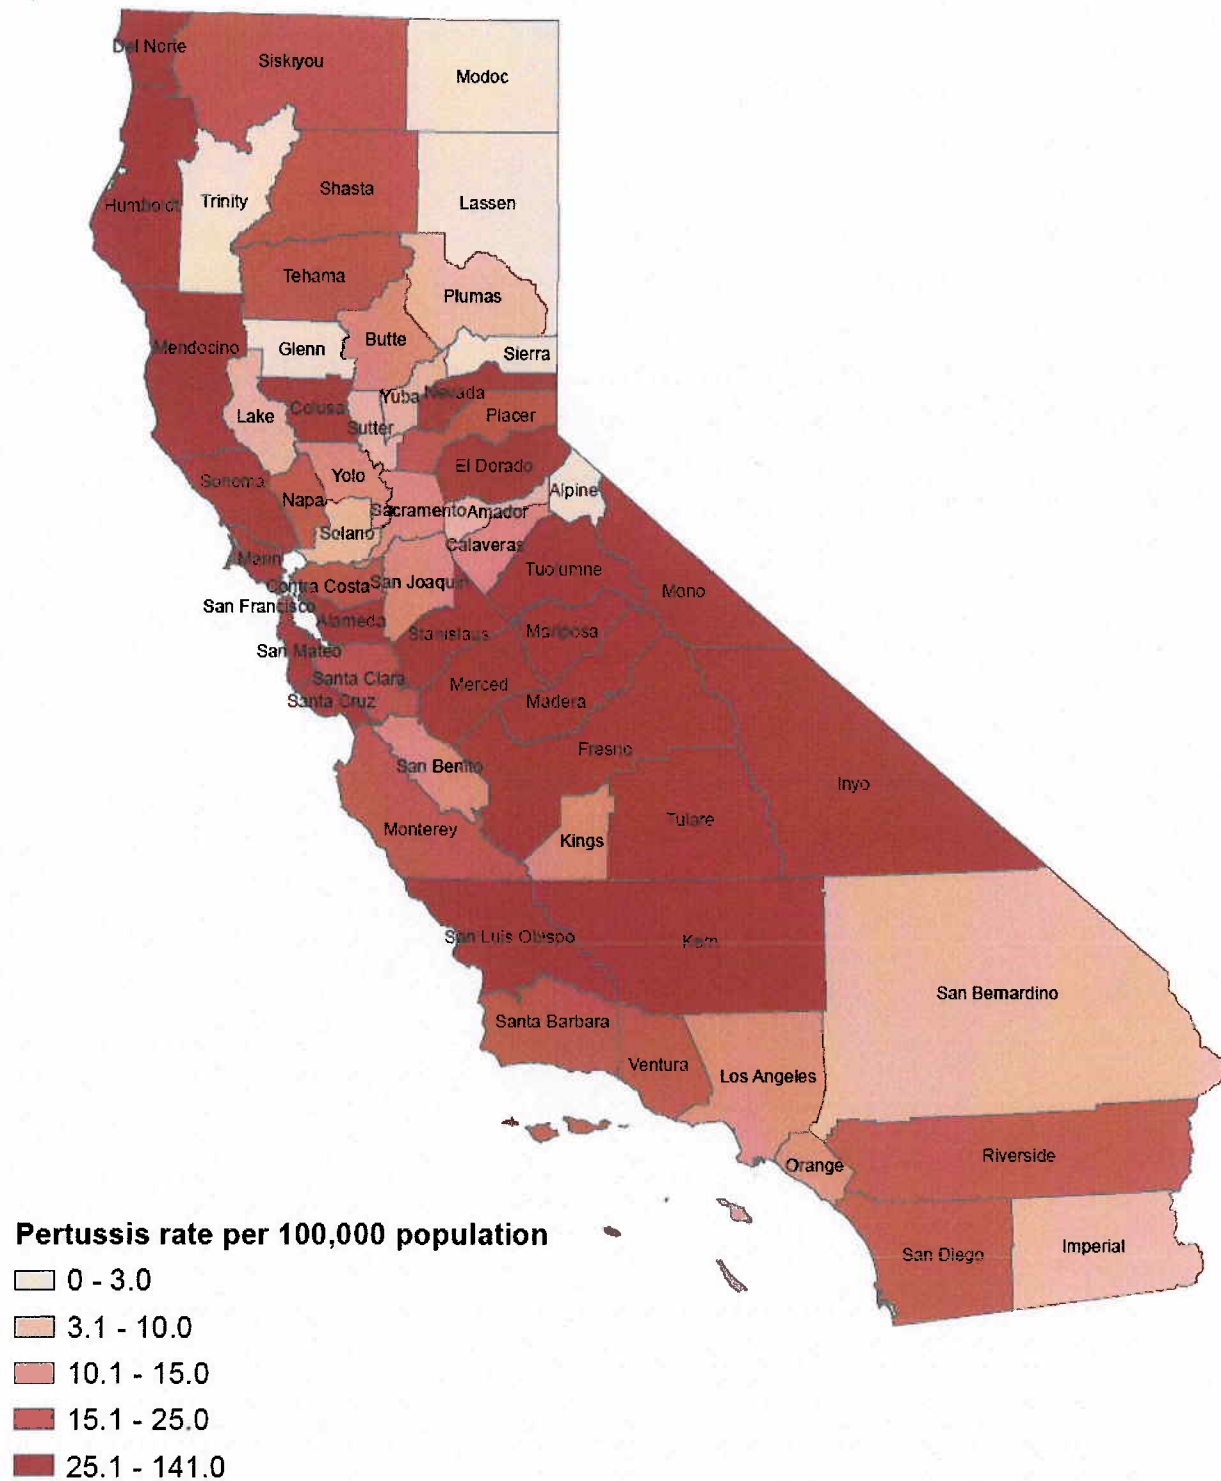 Del Norte
Siskiyou
Modoc
Humboldt
Trinity
Shasta
Lassen
Tehama
Plumas
Mendocino
Glenn
Butte
Sierra
Lake
Colusa
Yuba
Nevada
Sutter
Placer
Sonoma
Yolo
El Dorado
Napa
Sacramento
Amador
Alpine
Solano
Marin
Calaveras
Contra Costa
San Joaquin
Tuolumne
Mono
San Francisco
Alameda
Stanislaus
Mariposa
San Mateo
Santa Clara
Merced
Santa Cruz
Madera
Fresno
San Benito
Inyo
Monterey
Kings
Tulare
San Luis Obispo
Kern
San Bernardino
Santa Barbara
Ventura
Los Angeles
Orange
Riverside
San Diego
Imperial
Pertussis rate per 100,000 population
0 - 3.0
3.1 - 10.0
10.1 - 15.0
15.1 - 25.0
25.1 - 141.0